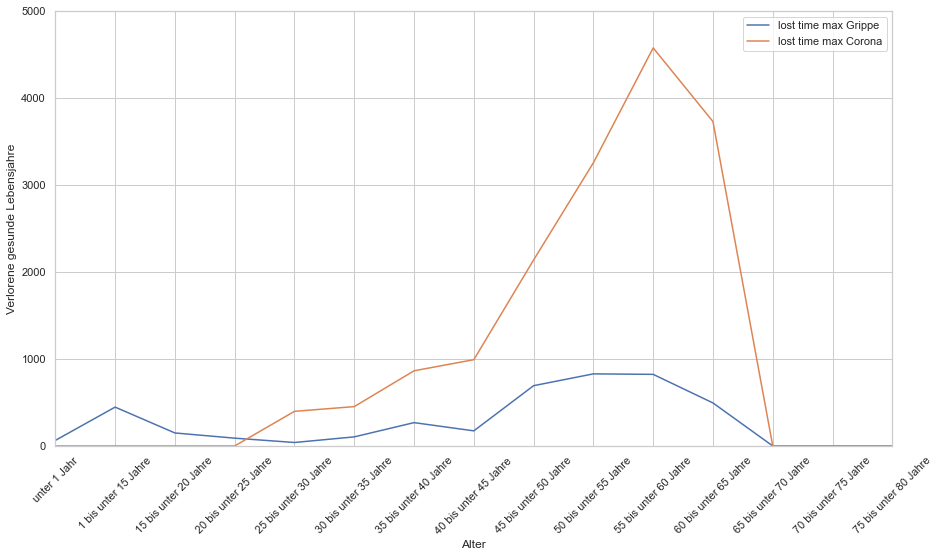 5000
4000
3000
2000
1000
0
Verlorene gesunde Lebensjahre
lost time max Grippe
lost time max Corona
unter 1 Jahr
1 bis unter 15 Jahre
15 bis unter 20 Jahre
20 bis unter 25 Jahre
25 bis unter 30 Jahre
30 bis unter 35 Jahre
35 bis unter 40 Jahre
40 bis unter 45 Jahre
45 bis unter 50 Jahre
50 bis unter 55 Jahre
55 bis unter 60 Jahre
60 bis unter 65 Jahre
65 bis unter 70 Jahre
70 bis unter 75 Jahre
75 bis unter 80 Jahre
Alter